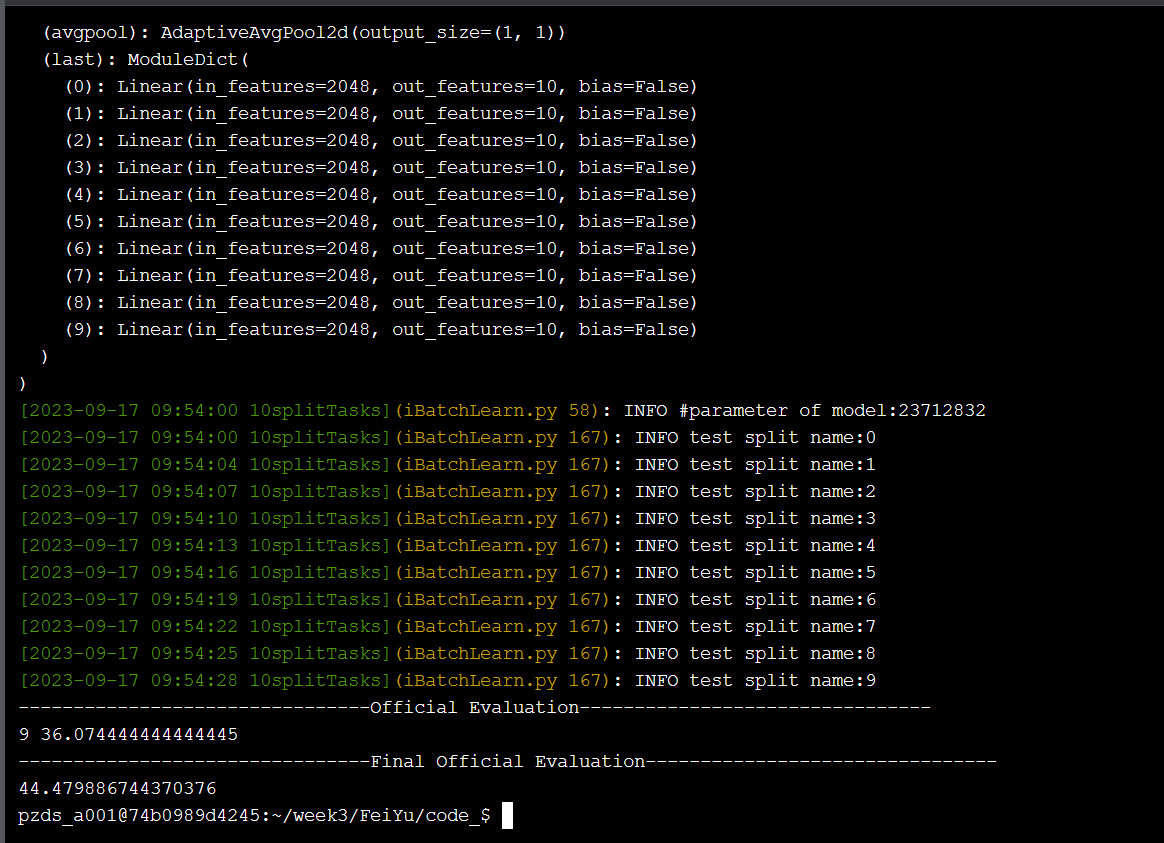 (avgpool): AdaptiveAvgPool2d(output_size=(1, 1))
(last): ModuleDict(
(0): Linear(in_features=2048, out_features=10, bias=False)
(1): Linear(in_features=2048, out_features=10, bias=False)
(2): Linear(in_features=2048, out_features=10, bias=False)
(3): Linear(in_features=2048, out_features=10, bias=False)
(4): Linear(in_features=2048, out_features=10, bias=False)
(5): Linear(in_features=2048, out_features=10, bias=False)
(6): Linear(in_features=2048, out_features=10, bias=False)
(7): Linear(in_features=2048, out_features=10, bias=False)
(8): Linear(in_features=2048, out_features=10, bias=False)
(9): Linear(in_features=2048, out_features=10, bias=False)
)
)
[2023-09-17 09:54:00 10splitTasks](iBatchLearn.py 58): INFO #parameter of model:23712832
[2023-09-17 09:54:00 10splitTasks](iBatchLearn.py 167): INFO test split name:0
[2023-09-17 09:54:04 10splitTasks](iBatchLearn.py 167): INFO test split name:1
[2023-09-17 09:54:07 10splitTasks](iBatchLearn.py 167): INFO test split name:2
[2023-09-17 09:54:10 10splitTasks](iBatchLearn.py 167): INFO test split name:3
[2023-09-17 09:54:13 10splitTasks](iBatchLearn.py 167): INFO test split name:4
[2023-09-17 09:54:16 10splitTasks](iBatchLearn.py 167): INFO test split name:5
[2023-09-17 09:54:19 10splitTasks](iBatchLearn.py 167): INFO test split name:6
[2023-09-17 09:54:22 10splitTasks](iBatchLearn.py 167): INFO test split name:7
[2023-09-17 09:54:25 10splitTasks](iBatchLearn.py 167): INFO test split name:8
[2023-09-17 09:54:28 10splitTasks](iBatchLearn.py 167): INFO test split name:9
--------------------------------Official Evaluation--------------------------------
9 36.074444444444445
--------------------------------Final Official Evaluation--------------------------------
44.479886744370376
pzds_a001@74b0989d4245:~/week3/FeiYu/code_$